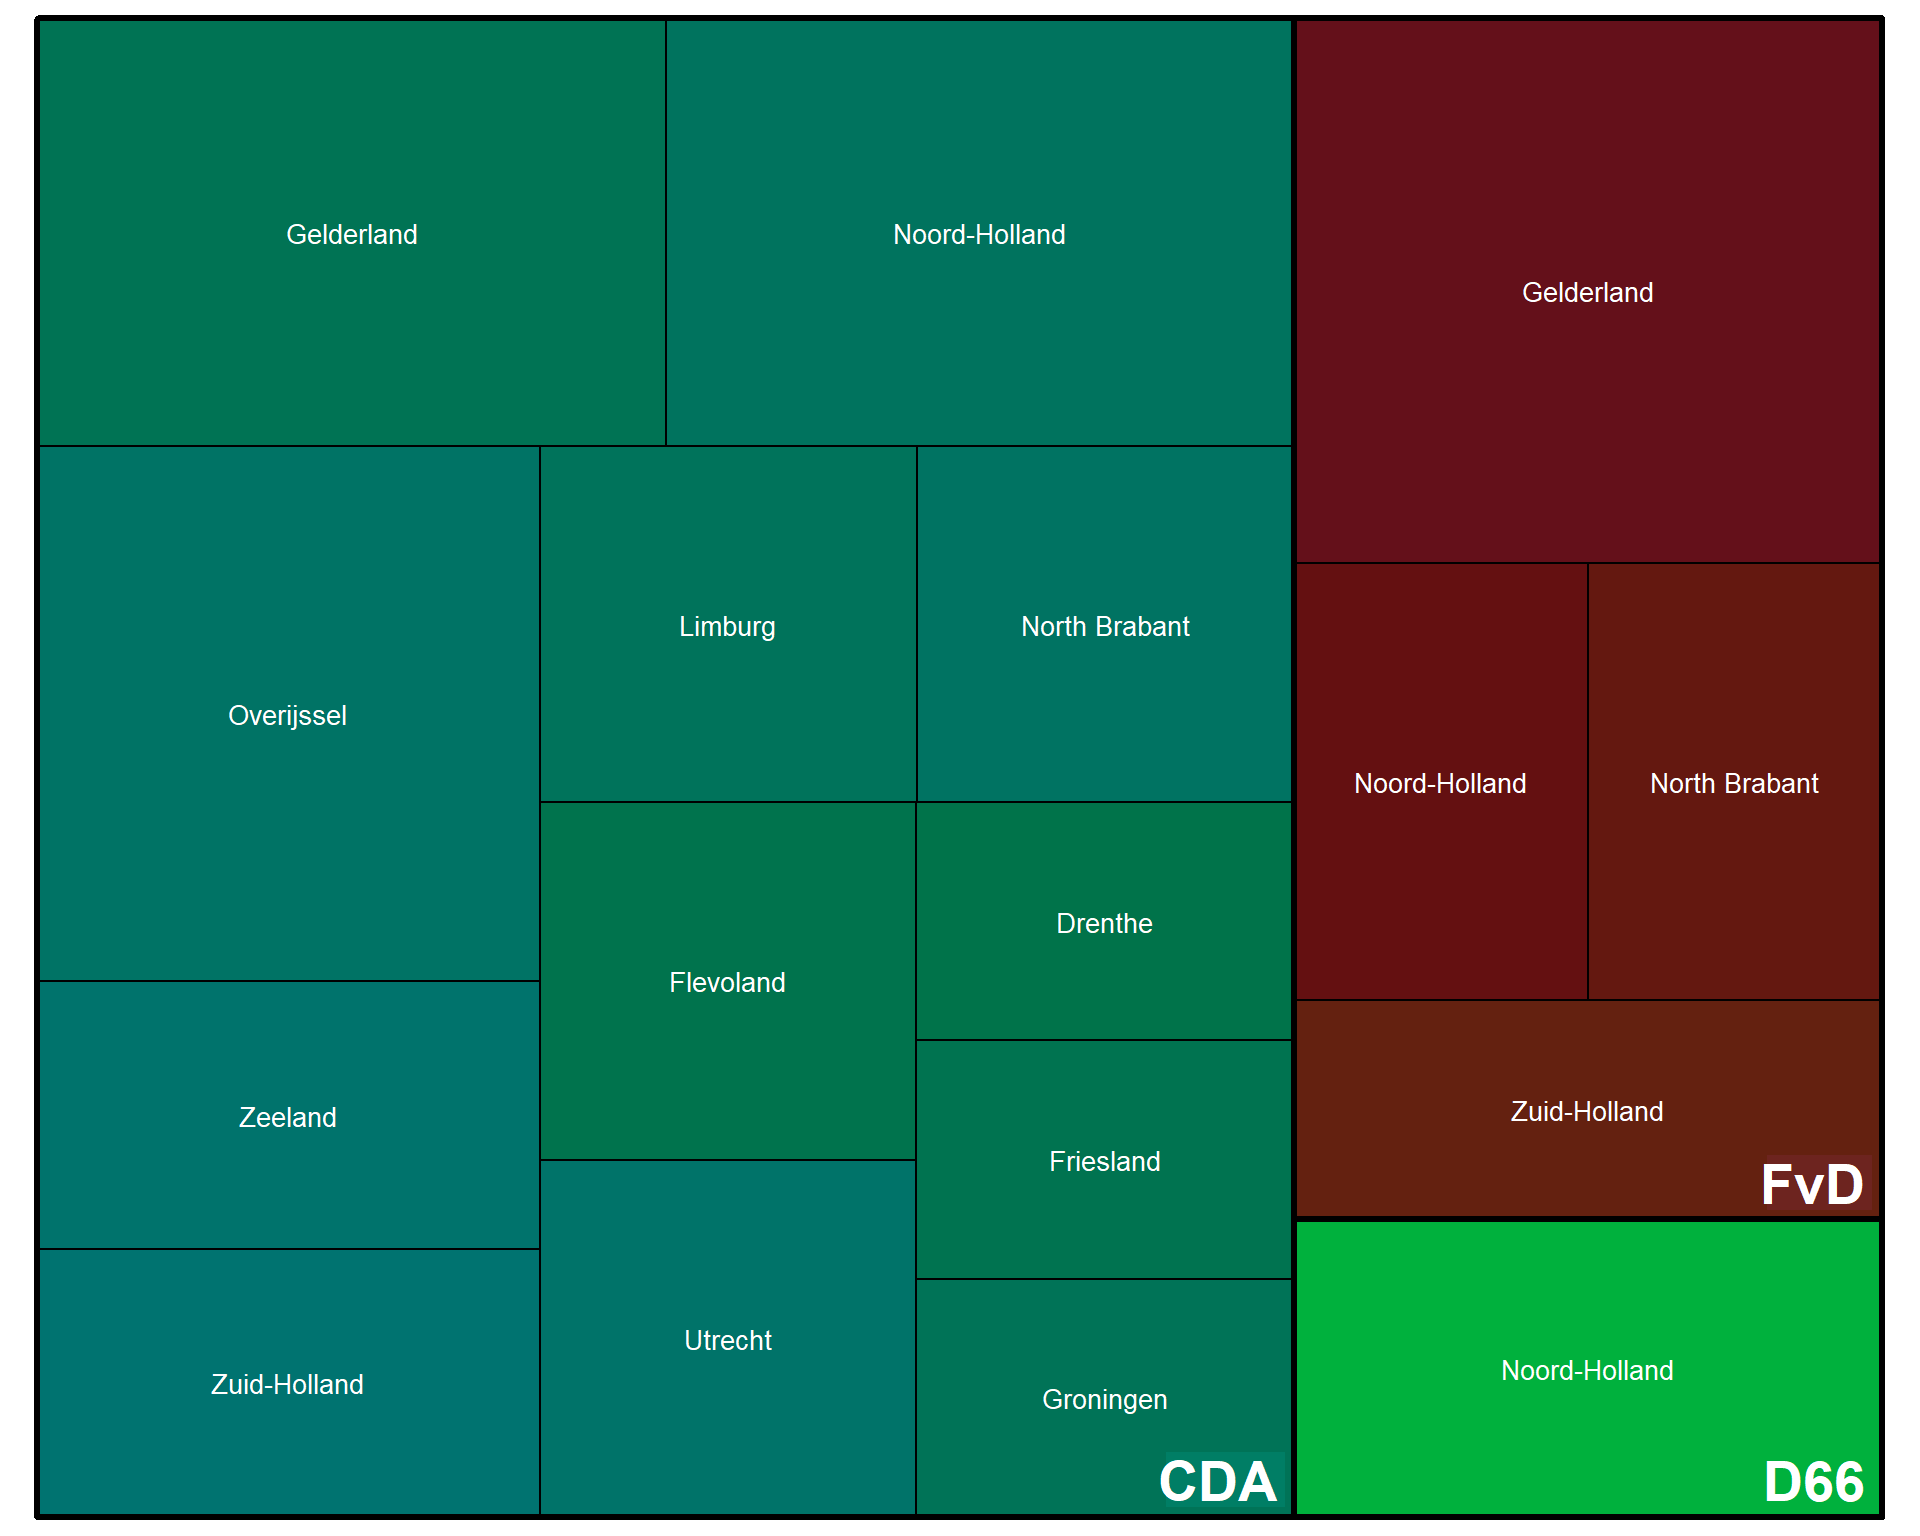 Gelderland
Noord-Holland
Overijssel
Limburg
North Brabant
Zeeland
Flevoland
Drenthe
Friesland
Zuid-Holland
Utrecht
Groningen
CDA
Gelderland
Noord-Holland
North Brabant
Zuid-Holland
FvD
Noord-Holland
D66